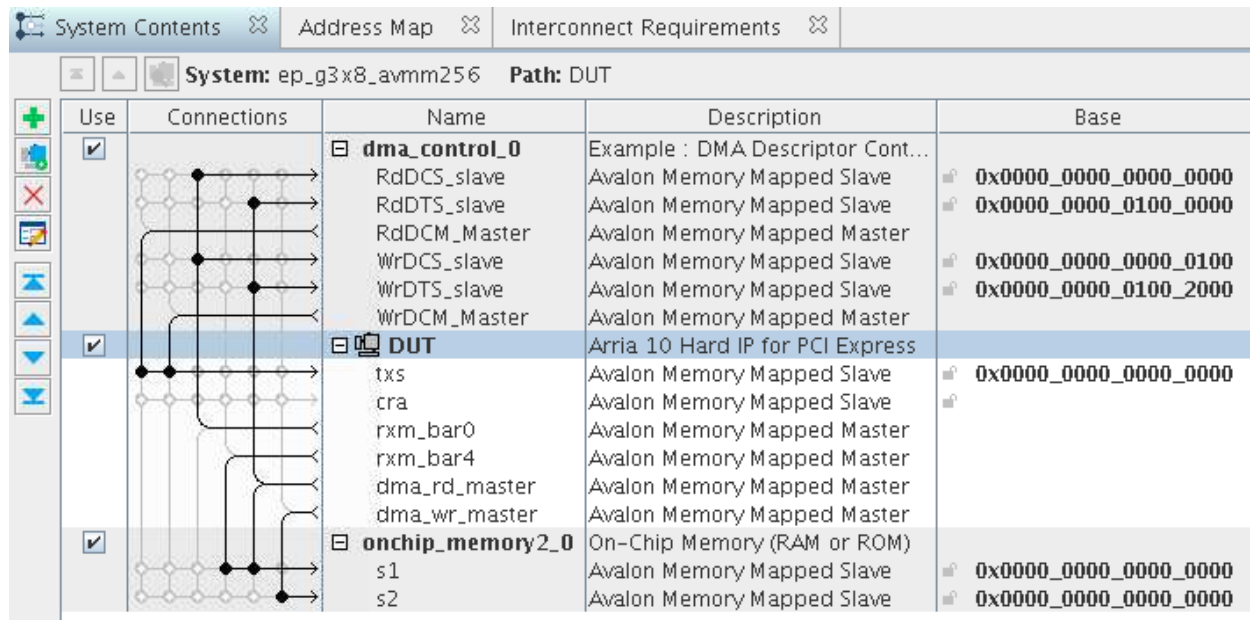 System Contents Address Map Interconnect Requirements
System: ep_g3x8_avmm256 Path: DUT
Use Connections Name Description Base
dma_control_0 Example : DMA Descriptor Cont...
RdDCS_slave Avalon Memory Mapped Slave 0x0000_0000_0000_0000
RdDTS_slave Avalon Memory Mapped Slave 0x0000_0000_0100_0000
RdDCM_Master Avalon Memory Mapped Master
WrDCS_slave Avalon Memory Mapped Slave 0x0000_0000_0000_0100
WrDTS_slave Avalon Memory Mapped Slave 0x0000_0000_0100_2000
WrDCM_Master Avalon Memory Mapped Master
DUT Arria 10 Hard IP for PCI Express
txs Avalon Memory Mapped Slave 0x0000_0000_0000_0000
cra Avalon Memory Mapped Slave
rxm_bar0 Avalon Memory Mapped Master
rxm_bar4 Avalon Memory Mapped Master
dma_rd_master Avalon Memory Mapped Master
dma_wr_master Avalon Memory Mapped Master
onchip_memory2_0 On-Chip Memory (RAM or ROM)
s1 Avalon Memory Mapped Slave 0x0000_0000_0000_0000
s2 Avalon Memory Mapped Slave 0x0000_0000_0000_0000